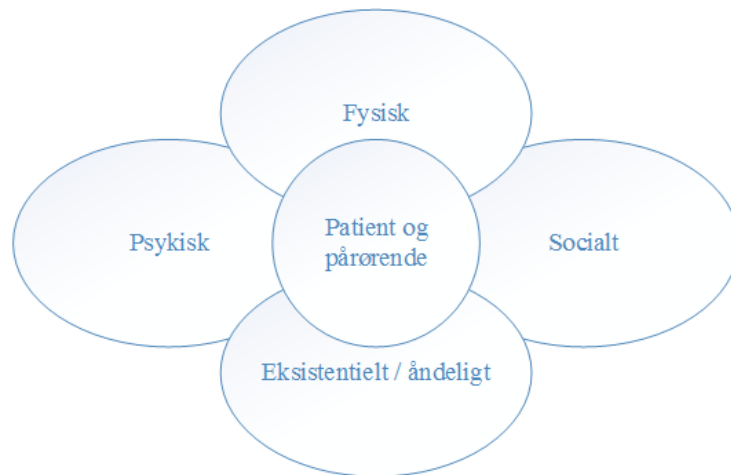 Fysisk
Psykisk
Patient og
pårørende
Socialt
Eksistentielt / åndeligt